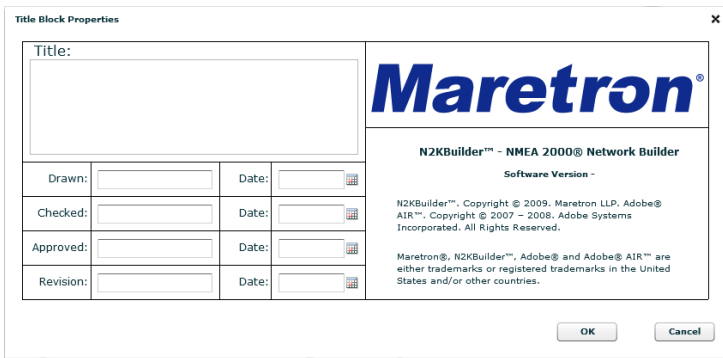 Title Block Properties
x
Title:
Maretron®
N2KBuilder™ - NMEA 2000® Network Builder
Software Version -
N2KBuilder™. Copyright © 2009. Maretron LLP. Adobe®
AIR™. Copyright © 2007 – 2008. Adobe Systems
Incorporated. All Rights Reserved.
Maretron®, N2KBuilder™, Adobe® and Adobe® AIR™ are
either trademarks or registered trademarks in the United
States and/or other countries.
Drawn: Date:
Checked: Date:
Approved: Date:
Revision: Date:
OK Cancel